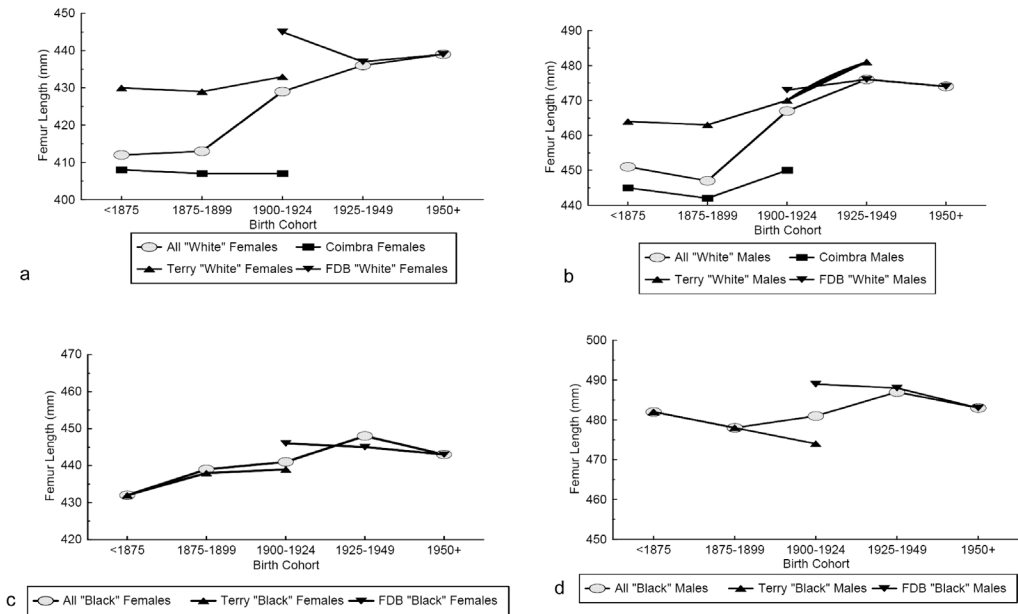 450
440
430
420
410
400
Femur Length (mm)
<1875 1875-1899 1900-1924 1925-1949 1950+
Birth Cohort
All "White" Females Coimbra Females
Terry "White" Females FDB "White" Females
a
490
480
470
460
450
440
Femur Length (mm)
<1875 1875-1899 1900-1924 1925-1949 1950+
Birth Cohort
All "White" Males Coimbra Males
Terry "White" Males FDB "White" Males
b
470
460
450
440
430
420
Femur Length (mm)
<1875 1875-1899 1900-1924 1925-1949 1950+
Birth Cohort
c
All "Black" Females Terry "Black" Females FDB "Black" Females
500
490
480
470
460
450
Femur Length (mm)
<1875 1875-1899 1900-1924 1925-1949 1950+
Birth Cohort
d
All "Black" Males Terry "Black" Males FDB "Black" Males